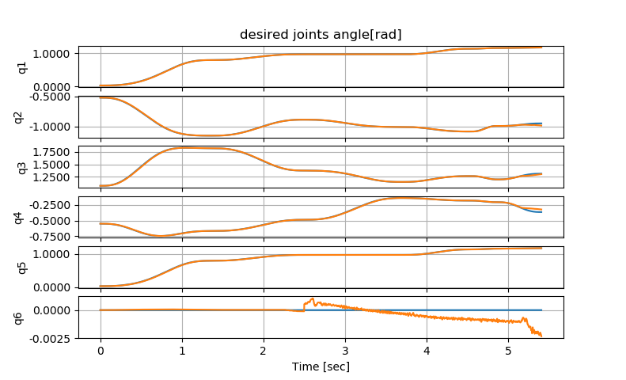 desired joints angle[rad]
1.0000
q1
0.0000
-0.5000
q2
-1.0000
1.7500
q3
1.5000
1.2500
-0.2500
q4
-0.5000
-0.7500
1.0000
q5
0.0000
0.0000
q6
-0.0025
0 1 2 3 4 5
Time [sec]